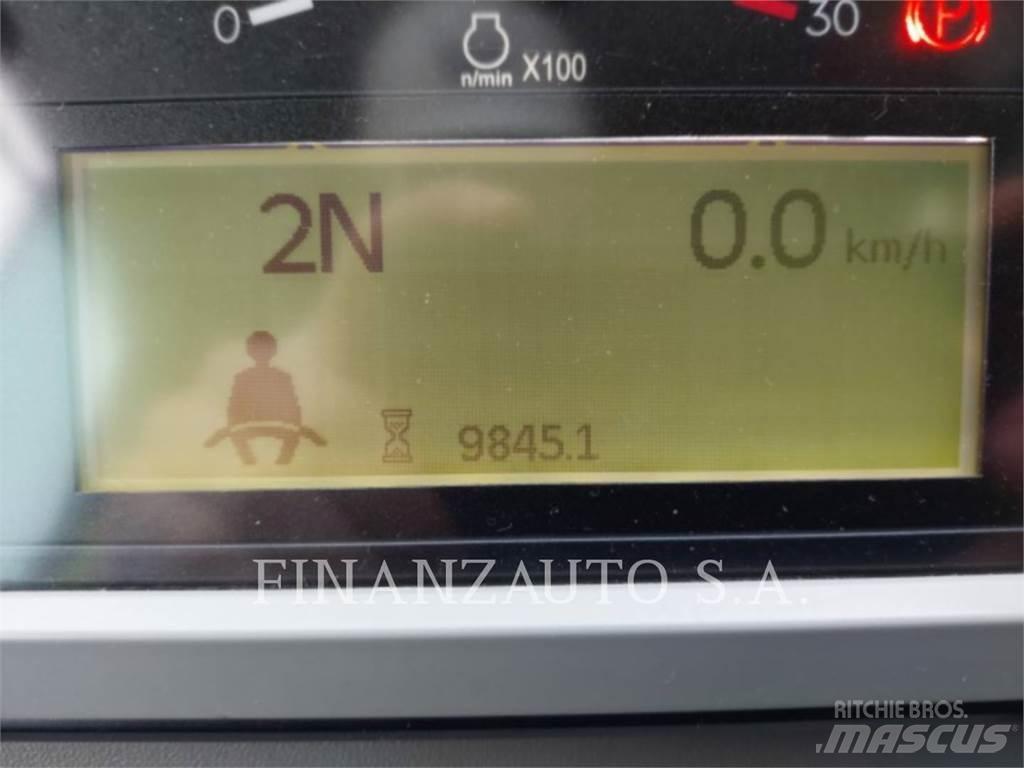 0
30
P
n/min X100
2N 0.0 km/h
9845.1
FINANZAUTO S.A.
RITCHIE BROS.
MASCUS